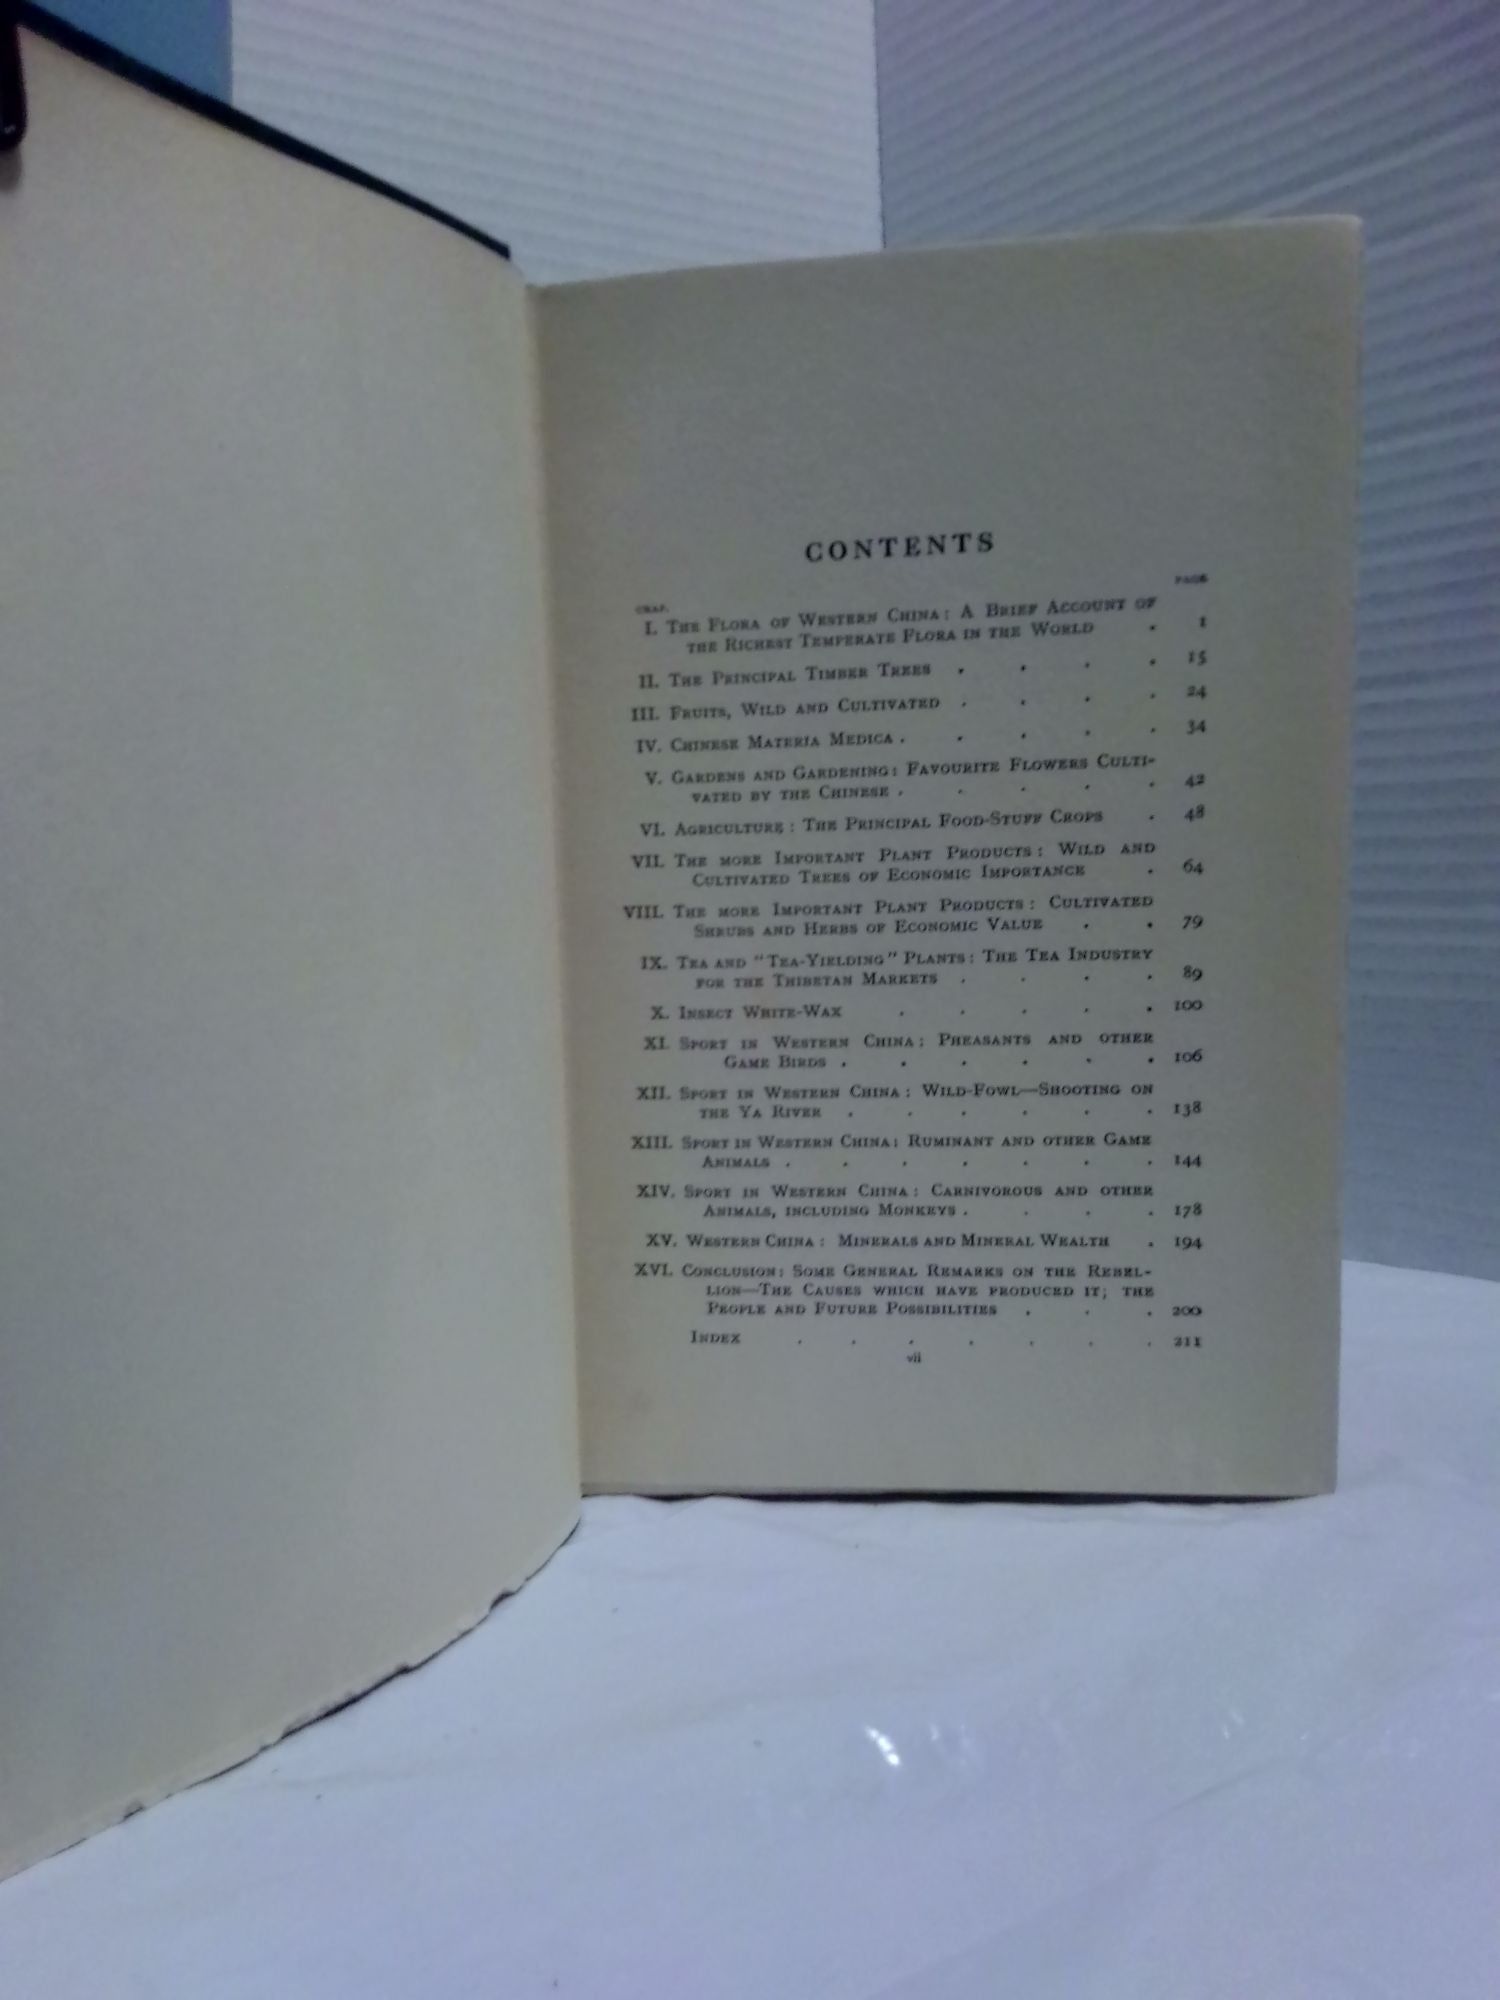 CONTENTS
CHAP. PAGE
I. THE FLORA OF WESTERN CHINA: A BRIEF ACCOUNT OF
THE RICHEST TEMPERATE FLORA IN THE WORLD . 1
II. THE PRINCIPAL TIMBER TREES . . . . 15
III. FRUITS, WILD AND CULTIVATED . . . . 24
IV. CHINESE MATERIA MEDICA . . . . . 34
V. GARDENS AND GARDENING: FAVOURITE FLOWERS CULTI-
VATED BY THE CHINESE . . . . . 42
VI. AGRICULTURE: THE PRINCIPAL FOOD-STUFF CROPS . 48
VII. THE MORE IMPORTANT PLANT PRODUCTS: WILD AND
CULTIVATED TREES OF ECONOMIC IMPORTANCE . 64
VIII. THE MORE IMPORTANT PLANT PRODUCTS: CULTIVATED
SHRUBS AND HERBS OF ECONOMIC VALUE . . 79
IX. TEA AND "TEA-YIELDING" PLANTS: THE TEA INDUSTRY
FOR THE THIBETAN MARKETS . . . . 89
X. INSECT WHITE-WAX . . . . . 100
XI. SPORT IN WESTERN CHINA: PHEASANTS AND OTHER
GAME BIRDS . . . . . . 106
XII. SPORT IN WESTERN CHINA: WILD-FOWL—SHOOTING ON
THE YA RIVER . . . . . . 138
XIII. SPORT IN WESTERN CHINA: RUMINANT AND OTHER GAME
ANIMALS . . . . . . . 144
XIV. SPORT IN WESTERN CHINA: CARNIVOROUS AND OTHER
ANIMALS, INCLUDING MONKEYS . . . . 178
XV. WESTERN CHINA: MINERALS AND MINERAL WEALTH . 194
XVI. CONCLUSION: SOME GENERAL REMARKS ON THE REBEL-
LION—THE CAUSES WHICH HAVE PRODUCED IT; THE
PEOPLE AND FUTURE POSSIBILITIES . . . 200
INDEX . . . . . . . 211
vii